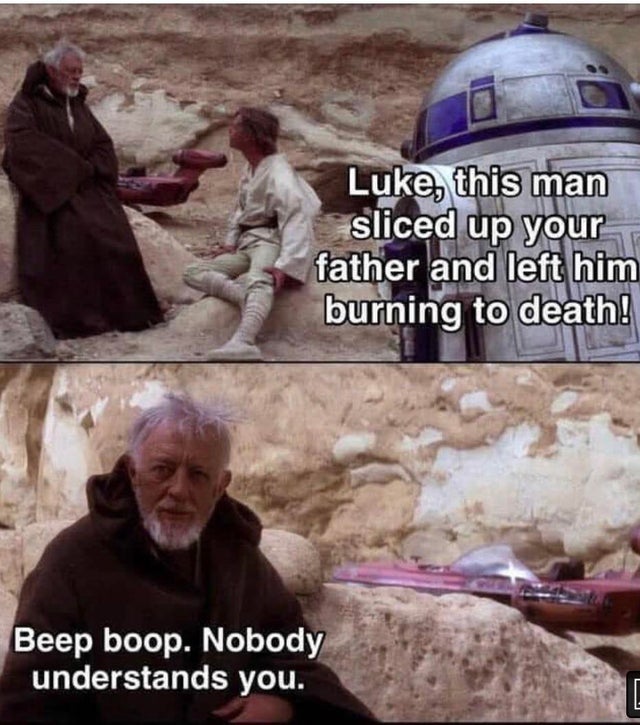 Luke, this man
sliced up your
father and left him
burning to death!
Beep boop. Nobody
understands you.